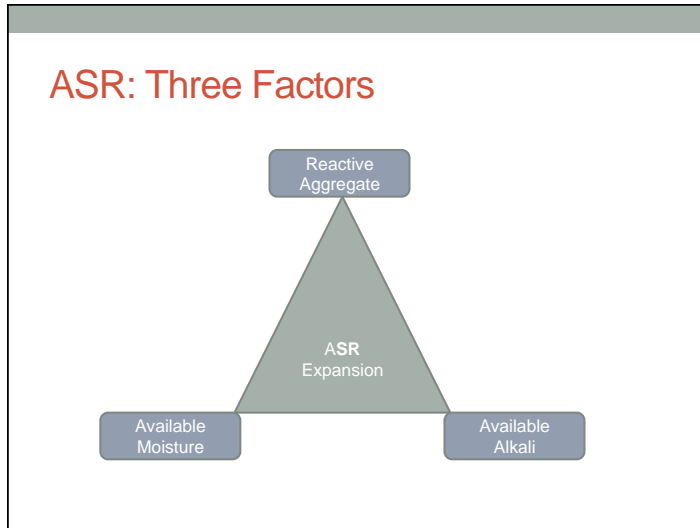 ASR: Three Factors
Reactive
Aggregate
ASR
Expansion
Available
Moisture
Available
Alkali